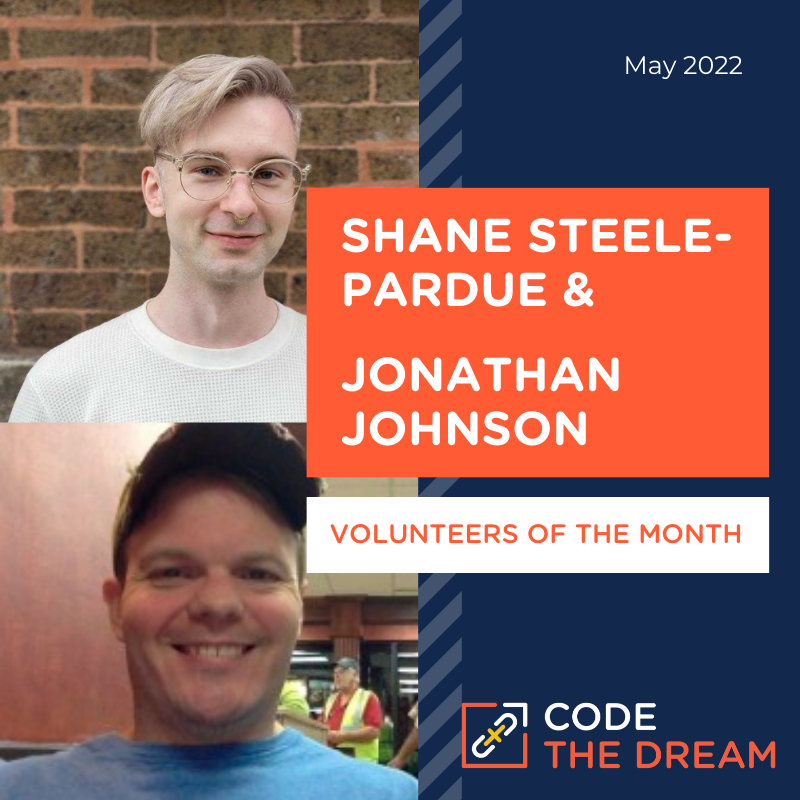 May 2022
SHANE STEELE-
PARDUE &
JONATHAN
JOHNSON
VOLUNTEERS OF THE MONTH
CODE
THE DREAM